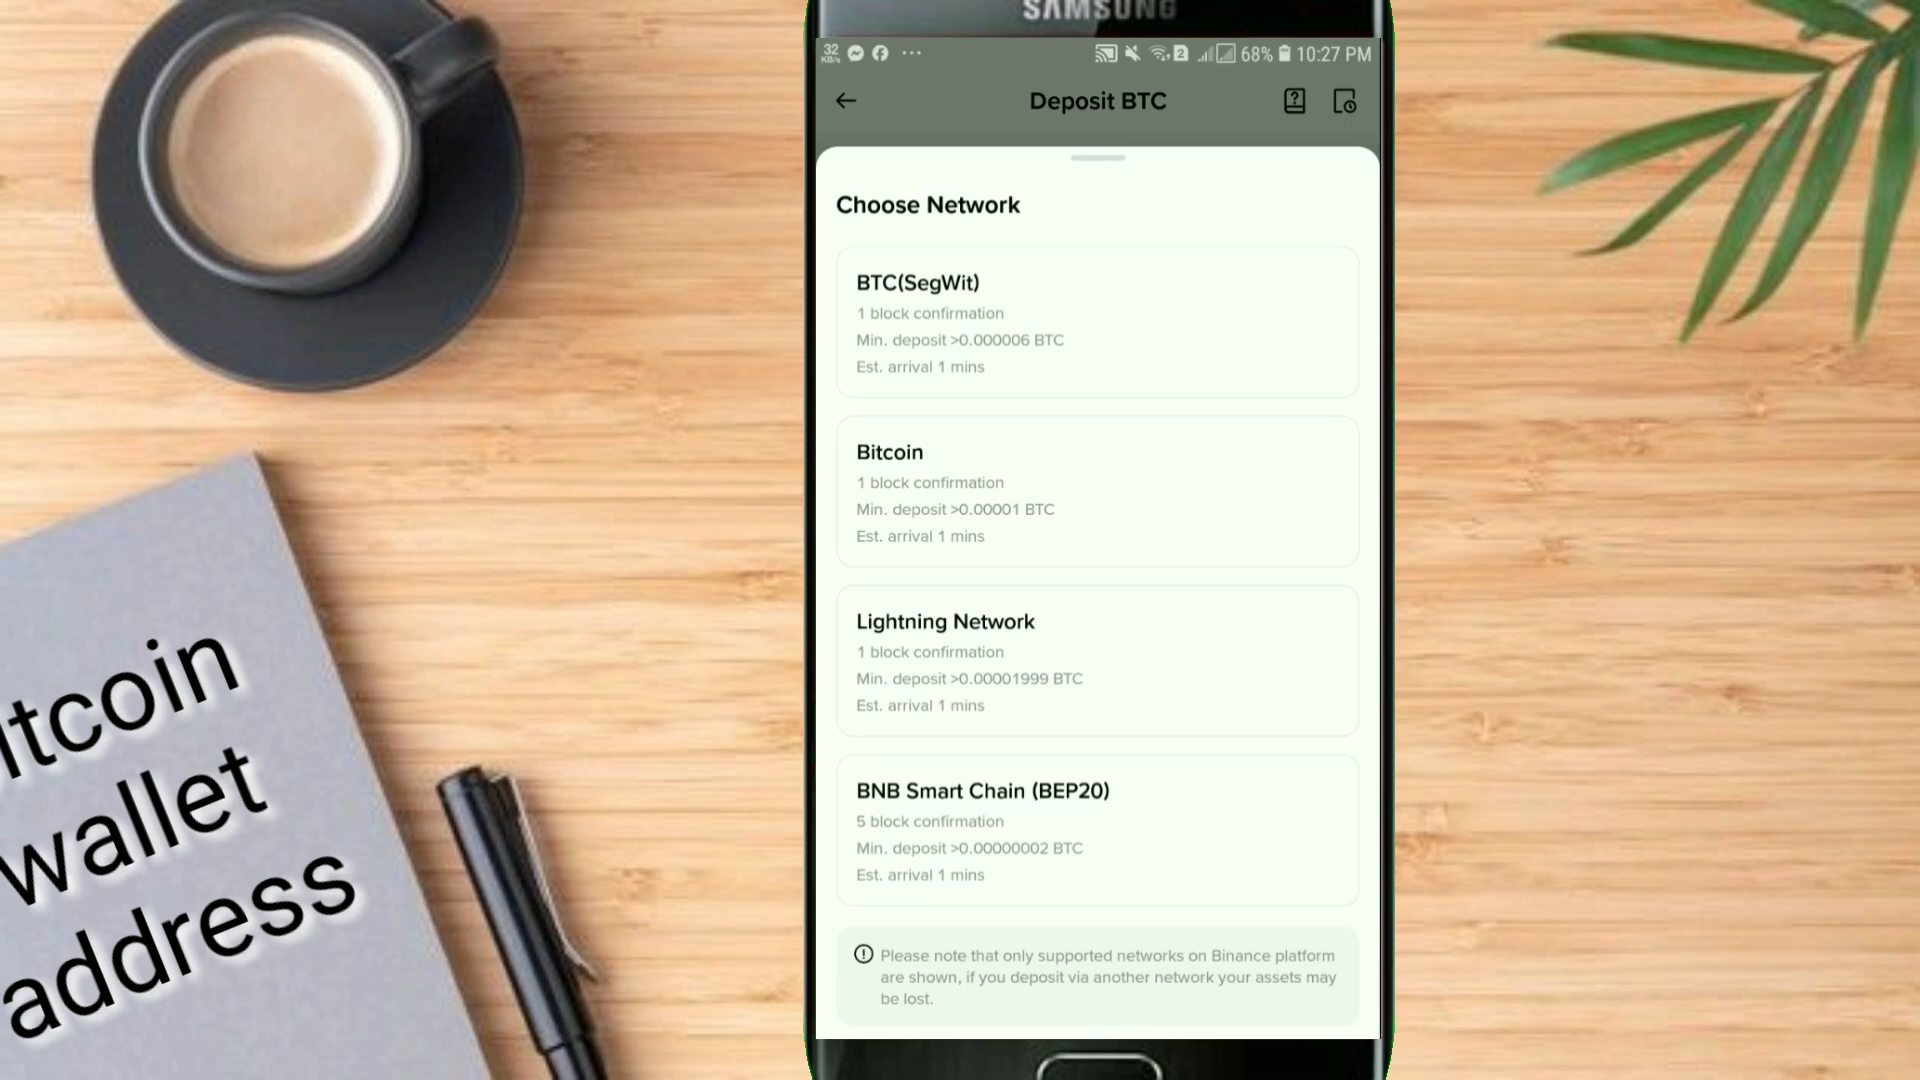 SAMSUNG
32
KB/s
2
68%
10:27 PM
Deposit BTC
Choose Network
BTC(SegWit)
1 block confirmation
Min. deposit >0.000006 BTC
Est. arrival 1 mins
Bitcoin
1 block confirmation
Min. deposit >0.00001 BTC
Est. arrival 1 mins
Lightning Network
1 block confirmation
Min. deposit >0.00001999 BTC
Est. arrival 1 mins
BNB Smart Chain (BEP20)
5 block confirmation
Min. deposit >0.00000002 BTC
Est. arrival 1 mins
Please note that only supported networks on Binance platform
are shown, if you deposit via another network your assets may
be lost.
itcoin
wallet
address